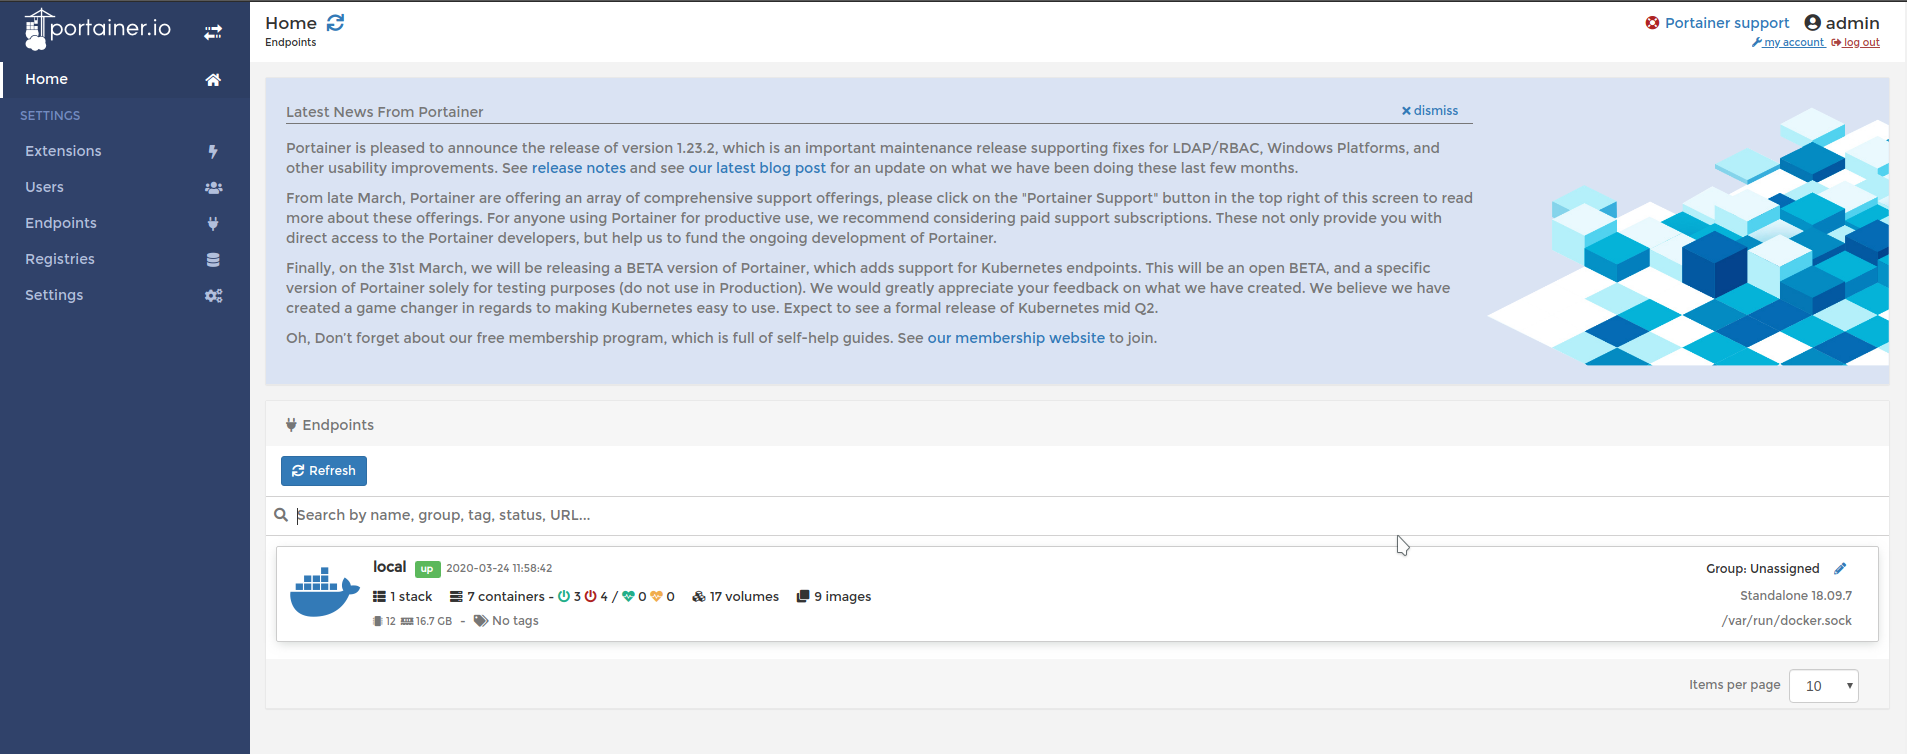 portainer.io
Home
SETTINGS
Extensions
Users
Endpoints
Registries
Settings
Home
Endpoints
Portainer support admin
my account log out
Latest News From Portainer
dismiss
Portainer is pleased to announce the release of version 1.23.2, which is an important maintenance release supporting fixes for LDAP/RBAC, Windows Platforms, and
other usability improvements. See release notes and see our latest blog post for an update on what we have been doing these last few months.
From late March, Portainer are offering an array of comprehensive support offerings, please click on the "Portainer Support" button in the top right of this screen to read
more about these offerings. For anyone using Portainer for productive use, we recommend considering paid support subscriptions. These not only provide you with
direct access to the Portainer developers, but help us to fund the ongoing development of Portainer.
Finally, on the 31st March, we will be releasing a BETA version of Portainer, which adds support for Kubernetes endpoints. This will be an open BETA, and a specific
version of Portainer solely for testing purposes (do not use in Production). We would greatly appreciate your feedback on what we have created. We believe we have
created a game changer in regards to making Kubernetes easy to use. Expect to see a formal release of Kubernetes mid Q2.
Oh, Don't forget about our free membership program, which is full of self-help guides. See our membership website to join.
Endpoints
Refresh
Search by name, group, tag, status, URL...
local up 2020-03-24 11:58:42
Group: Unassigned
1 stack 7 containers - 3 4 / 0 0 17 volumes 9 images
Standalone 18.09.7
12 16.7 GB - No tags
/var/run/docker.sock
Items per page 10